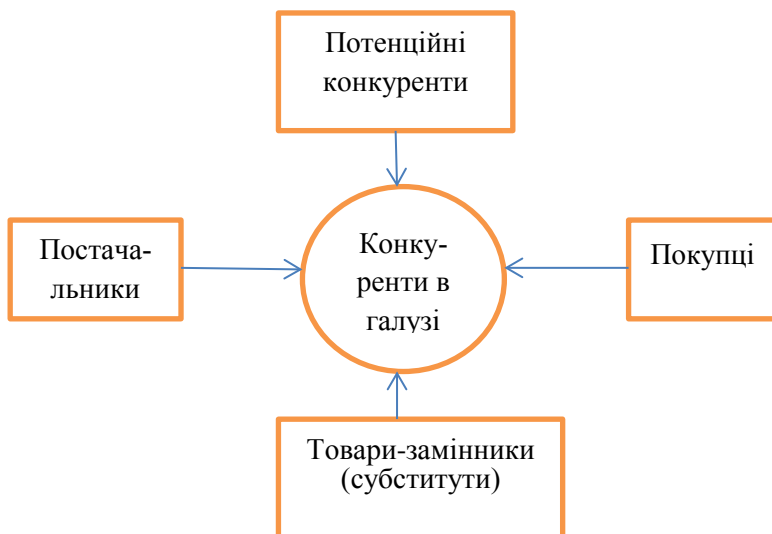 Потенційні
конкуренти
Постача-
льники
Конку-
ренти в
галузі
Покупці
Товари-замінники
(субститути)